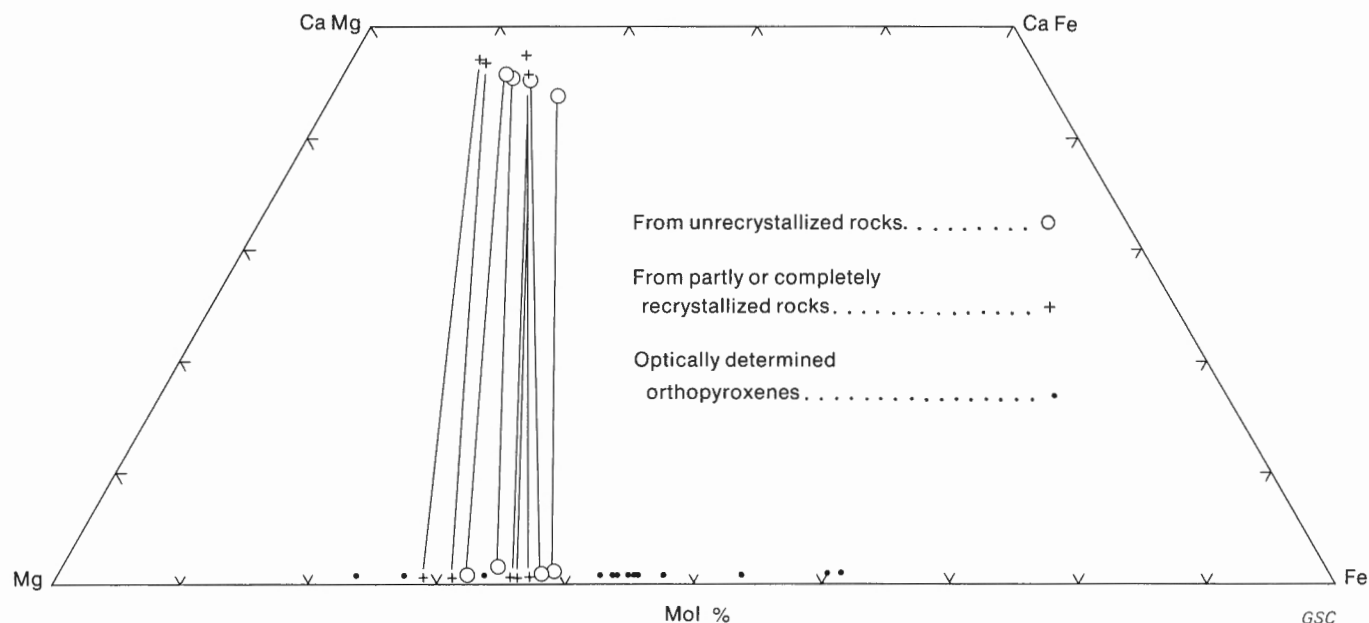 Ca Mg
Ca Fe
From unrecrystallized rocks. . . . . . . . .
From partly or completely
recrystallized rocks. . . . . . . . . . . . . .
Optically determined
orthopyroxenes. . . . . . . . . . . . . . . .
Mg
Fe
Mol %
GSC